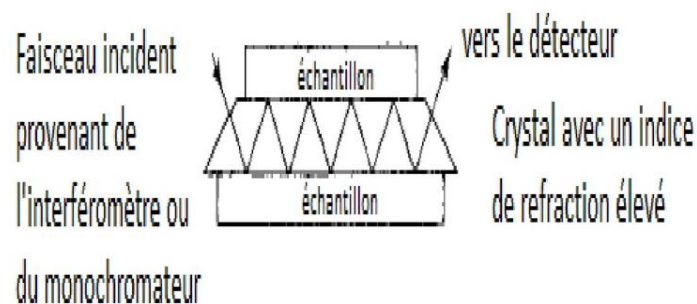 Faisceau incident
provenant de
l'interféromètre ou
du monochromateur
échantillon
échantillon
vers le détecteur
Crystal avec un indice
de refraction élevé